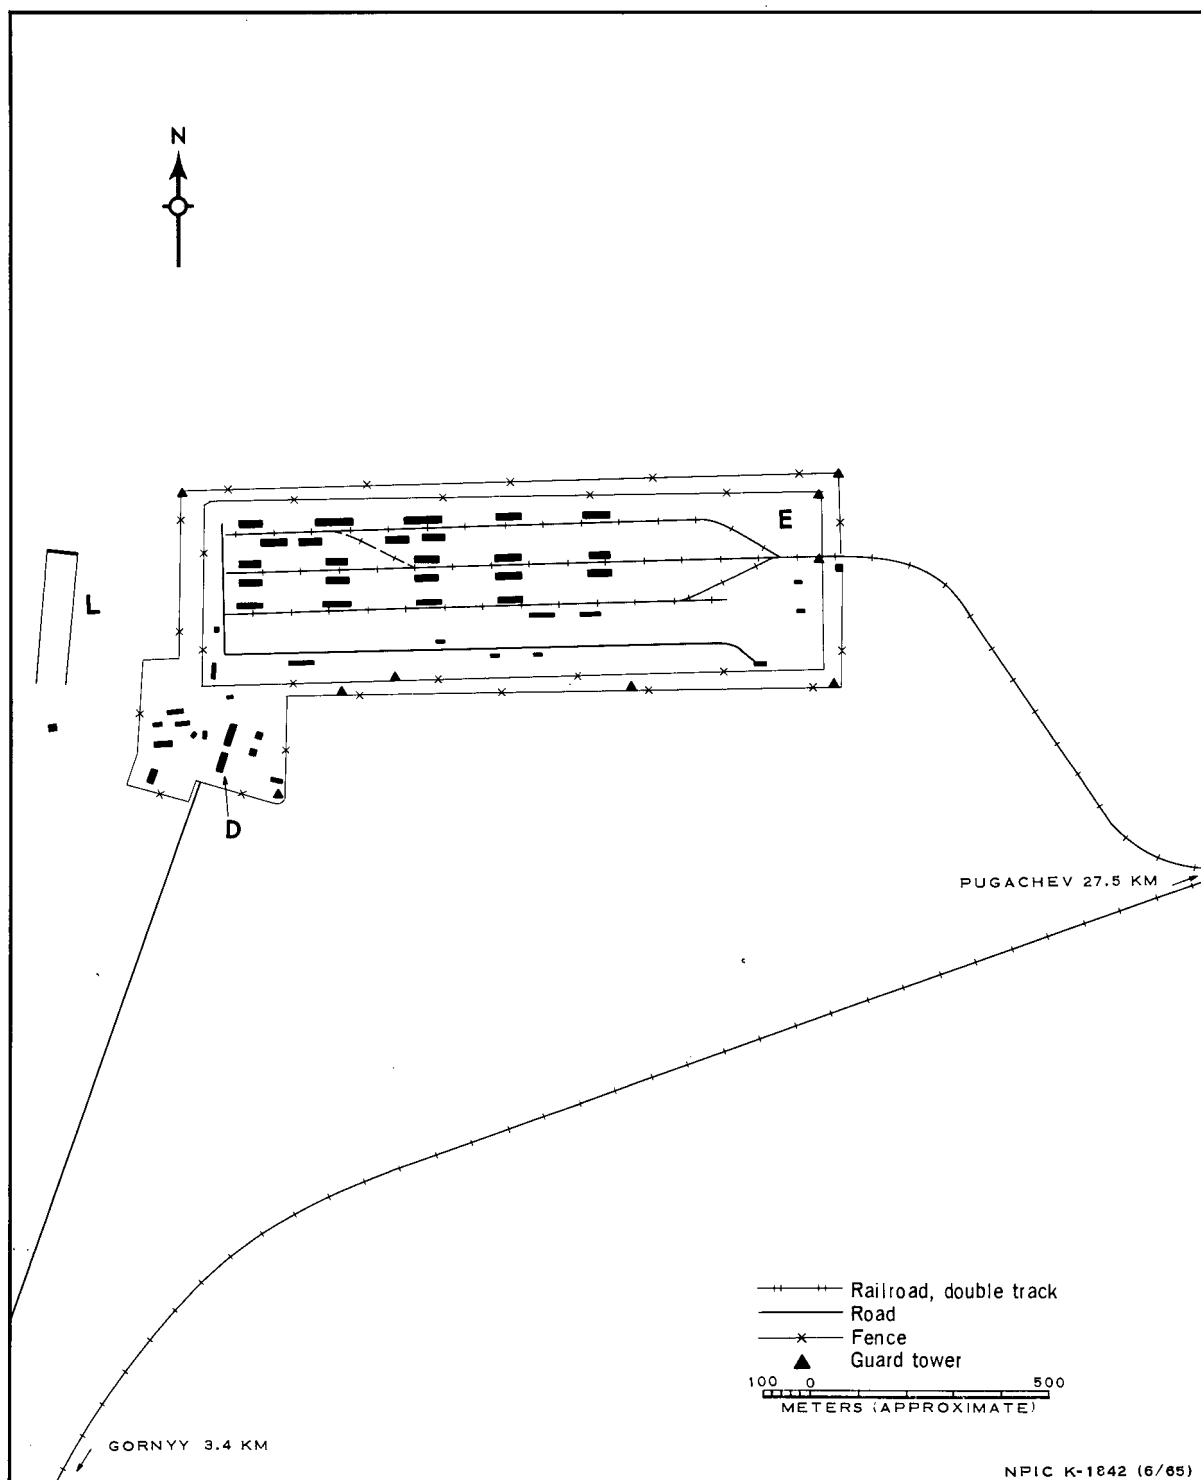 N
E
L
D
PUGACHEV 27.5 KM
Railroad, double track
Road
Fence
Guard tower
100 0 500
METERS (APPROXIMATE)
GORNYY 3.4 KM
NPIC K-1842 (6/65)